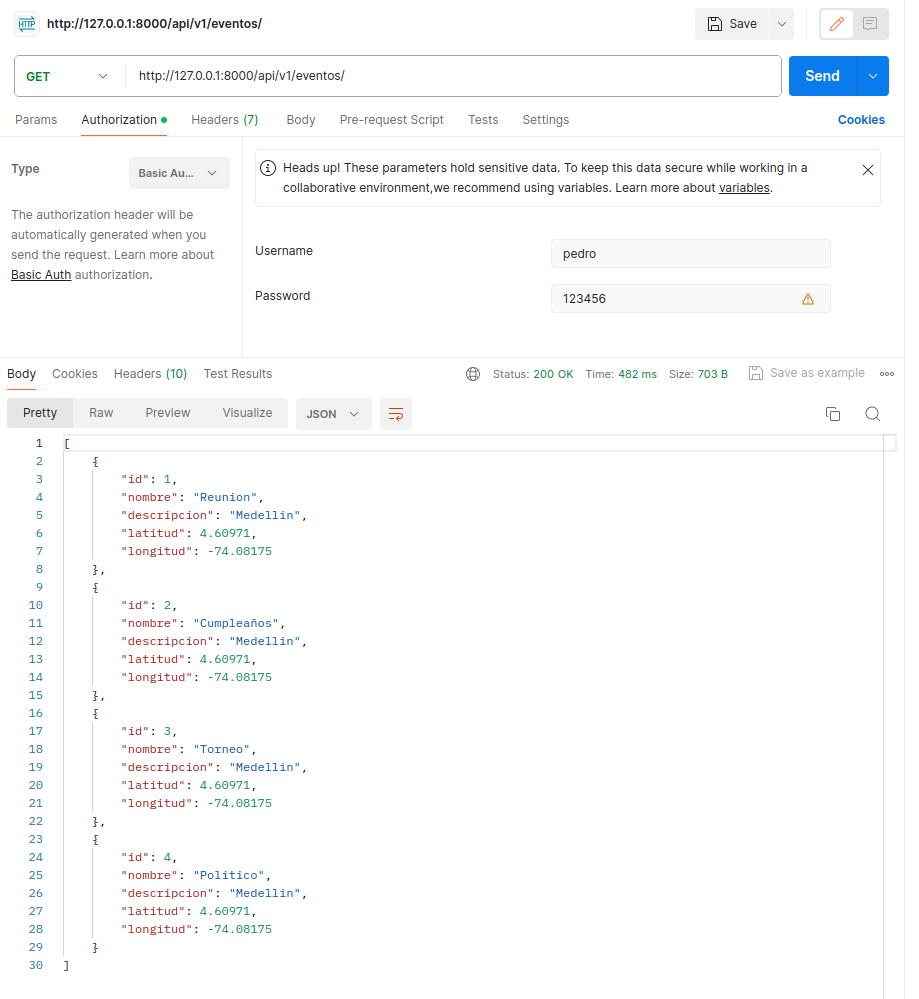 HTTP http://127.0.0.1:8000/api/v1/eventos/ Save
GET http://127.0.0.1:8000/api/v1/eventos/ Send
Params Authorization Headers (7) Body Pre-request Script Tests Settings Cookies
Type Basic Au...
The authorization header will be
automatically generated when you
send the request. Learn more about
Basic Auth authorization.
Heads up! These parameters hold sensitive data. To keep this data secure while working in a
collaborative environment,we recommend using variables. Learn more about variables.
Username pedro
Password 123456
Body Cookies Headers (10) Test Results Status: 200 OK Time: 482 ms Size: 703 B Save as example
Pretty Raw Preview Visualize JSON
1 [
2 {
3 "id": 1,
4 "nombre": "Reunion",
5 "descripcion": "Medellin",
6 "latitud": 4.60971,
7 "longitud": -74.08175
8 },
9 {
10 "id": 2,
11 "nombre": "Cumpleaños",
12 "descripcion": "Medellin",
13 "latitud": 4.60971,
14 "longitud": -74.08175
15 },
16 {
17 "id": 3,
18 "nombre": "Torneo",
19 "descripcion": "Medellin",
20 "latitud": 4.60971,
21 "longitud": -74.08175
22 },
23 {
24 "id": 4,
25 "nombre": "Politico",
26 "descripcion": "Medellin",
27 "latitud": 4.60971,
28 "longitud": -74.08175
29 }
30 ]